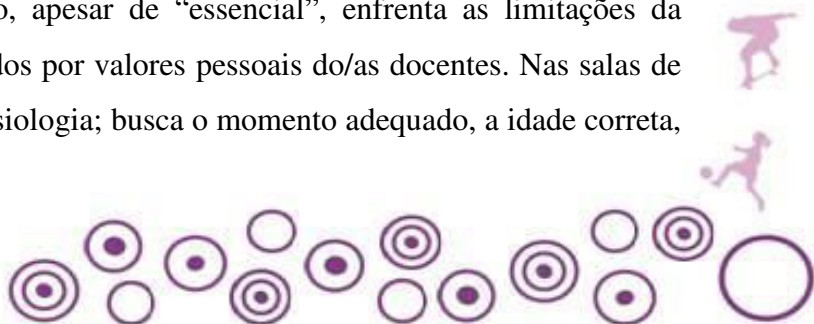 o, apesar de “essencial”, enfrenta as limitações da
dos por valores pessoais do/as docentes. Nas salas de
siologia; busca o momento adequado, a idade correta,